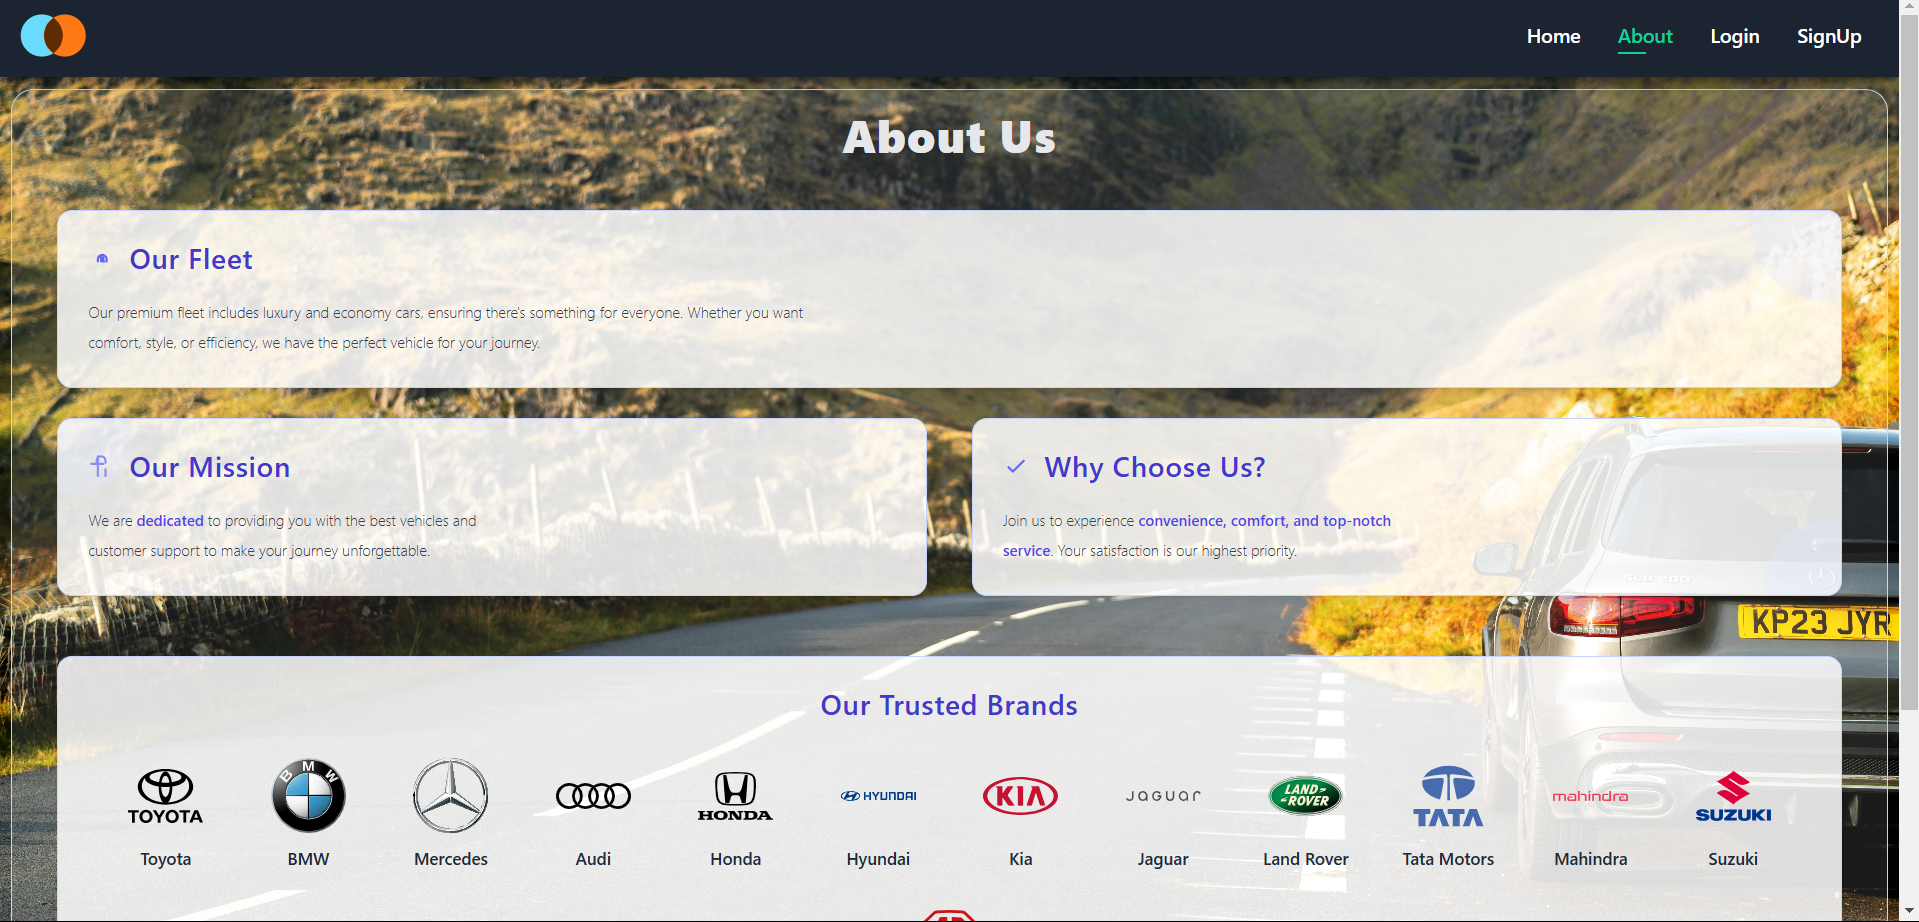 Home About Login SignUp
About Us
Our Fleet
Our premium fleet includes luxury and economy cars, ensuring there's something for everyone. Whether you want
comfort, style, or efficiency, we have the perfect vehicle for your journey.
Our Mission
We are dedicated to providing you with the best vehicles and
customer support to make your journey unforgettable.
Why Choose Us?
Join us to experience convenience, comfort, and top-notch
service. Your satisfaction is our highest priority.
GLB 200
KP23 JYR
Our Trusted Brands
TOYOTA
BMW
HONDA
HYUNDAI
KIA
JAGUAR
LAND
ROVER
TATA
mahindra
SUZUKI
Toyota BMW Mercedes Audi Honda Hyundai Kia Jaguar Land Rover Tata Motors Mahindra Suzuki